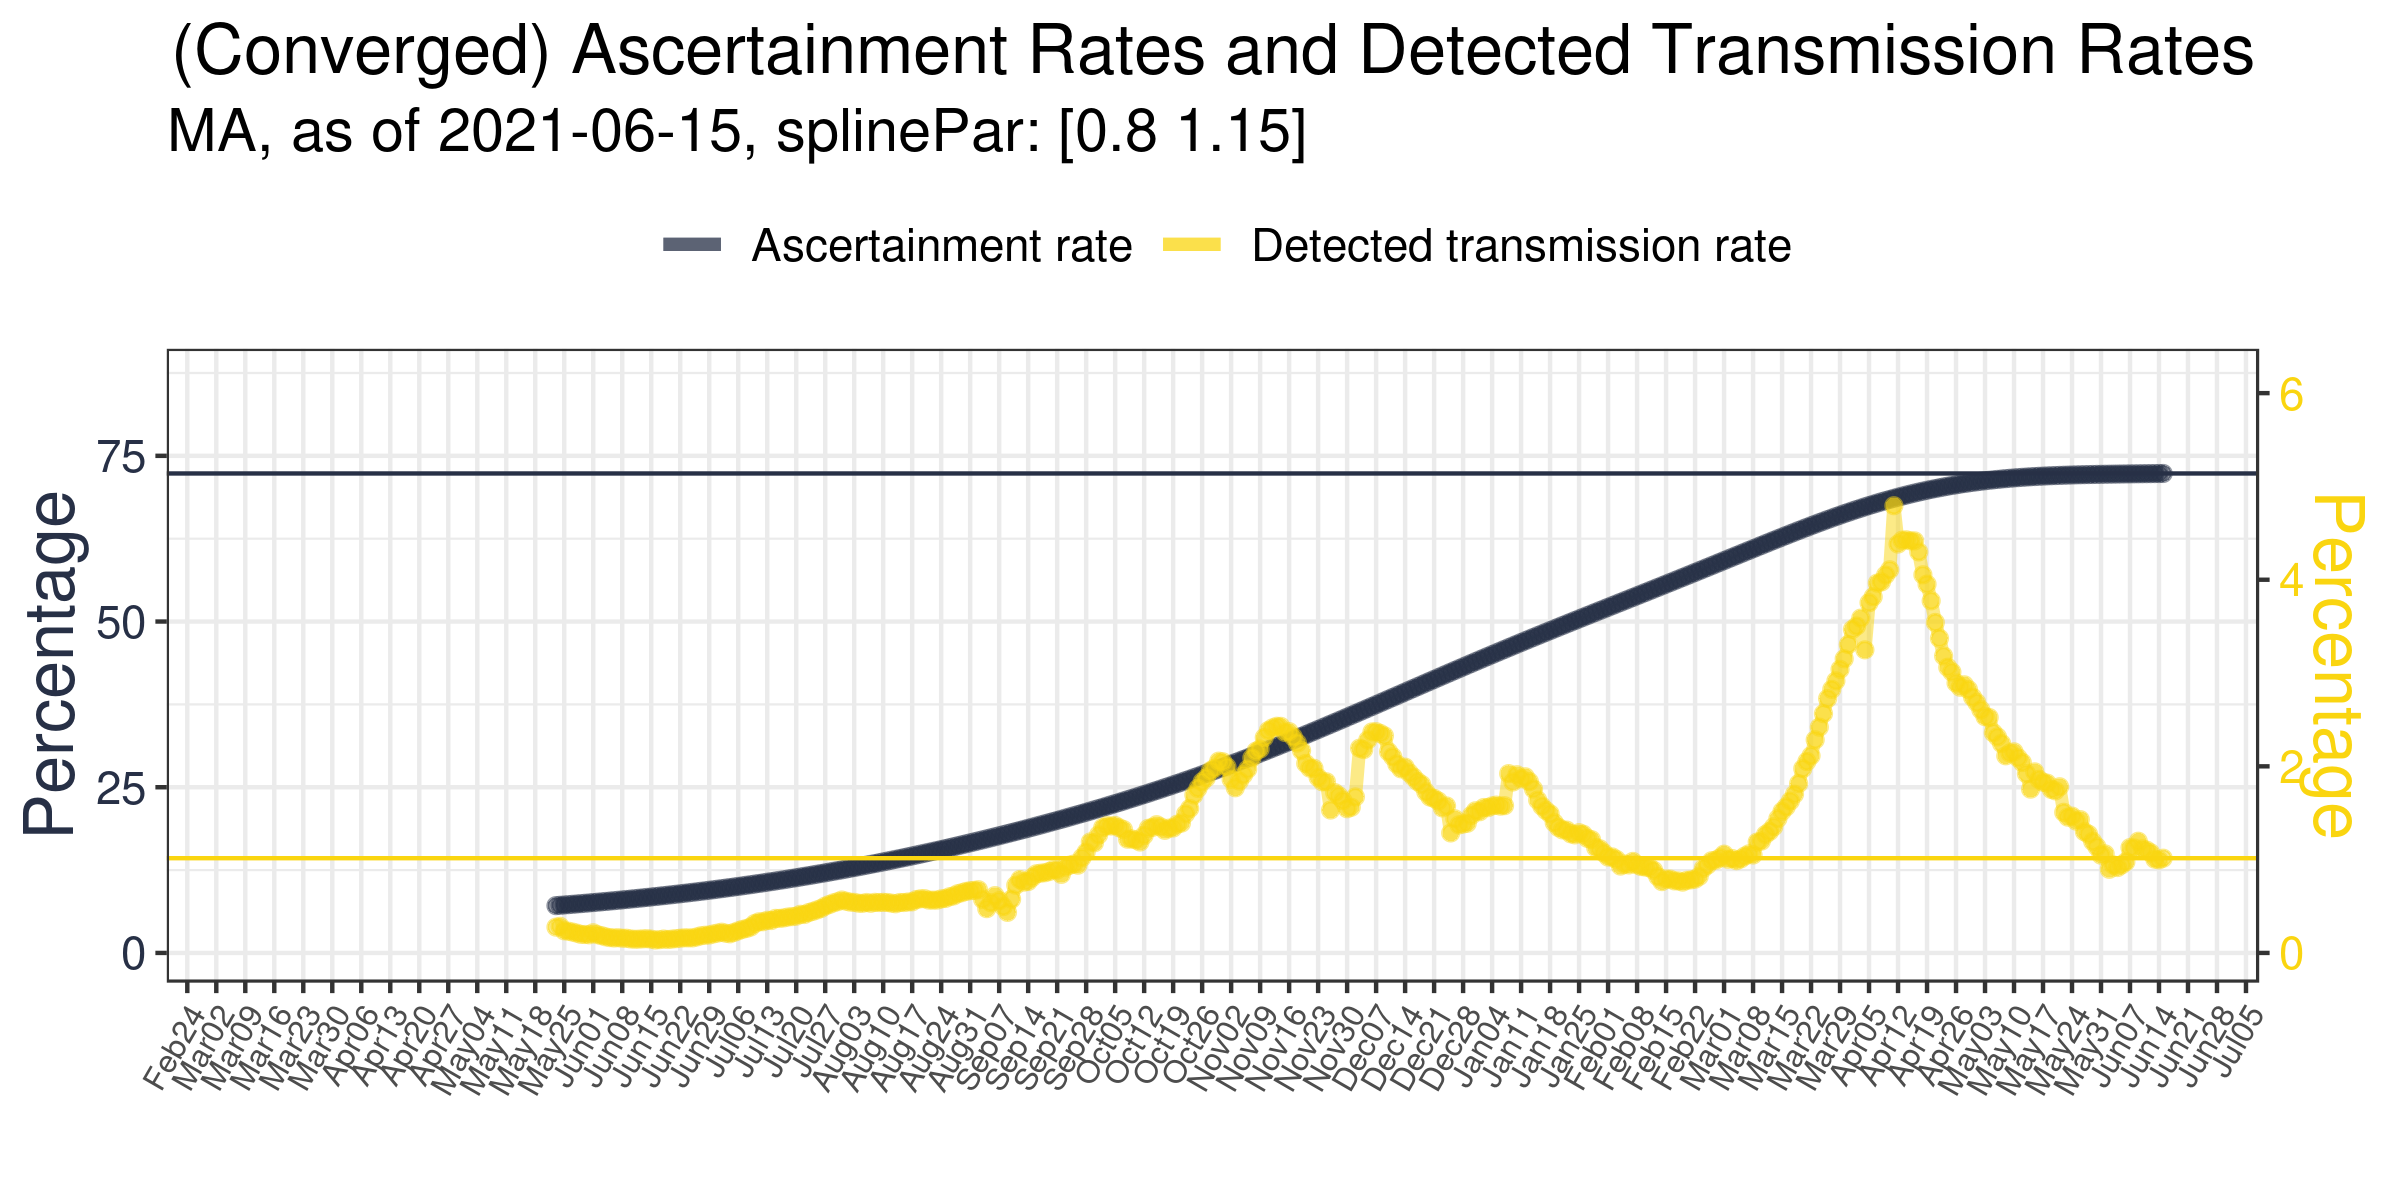 (Converged) Ascertainment Rates and Detected Transmission Rates
MA, as of 2021-06-15, splinePar: [0.8 1.15]
Ascertainment rate
Detected transmission rate
Percentage
75
50
25
0
6
4
2
0
Percentage
Feb24
Mar02
Mar09
Mar16
Mar23
Mar30
Apr06
Apr13
Apr20
Apr27
May04
May11
May18
May25
Jun01
Jun08
Jun15
Jun22
Jun29
Jul06
Jul13
Jul20
Jul27
Aug03
Aug10
Aug17
Aug24
Aug31
Sep07
Sep14
Sep21
Sep28
Oct05
Oct12
Oct19
Oct26
Nov02
Nov09
Nov16
Nov23
Nov30
Dec07
Dec14
Dec21
Dec28
Jan04
Jan11
Jan18
Jan25
Feb01
Feb08
Feb15
Feb22
Mar01
Mar08
Mar15
Mar22
Mar29
Apr05
Apr12
Apr19
Apr26
May03
May10
May17
May24
May31
Jun07
Jun14
Jun21
Jun28
Jul05